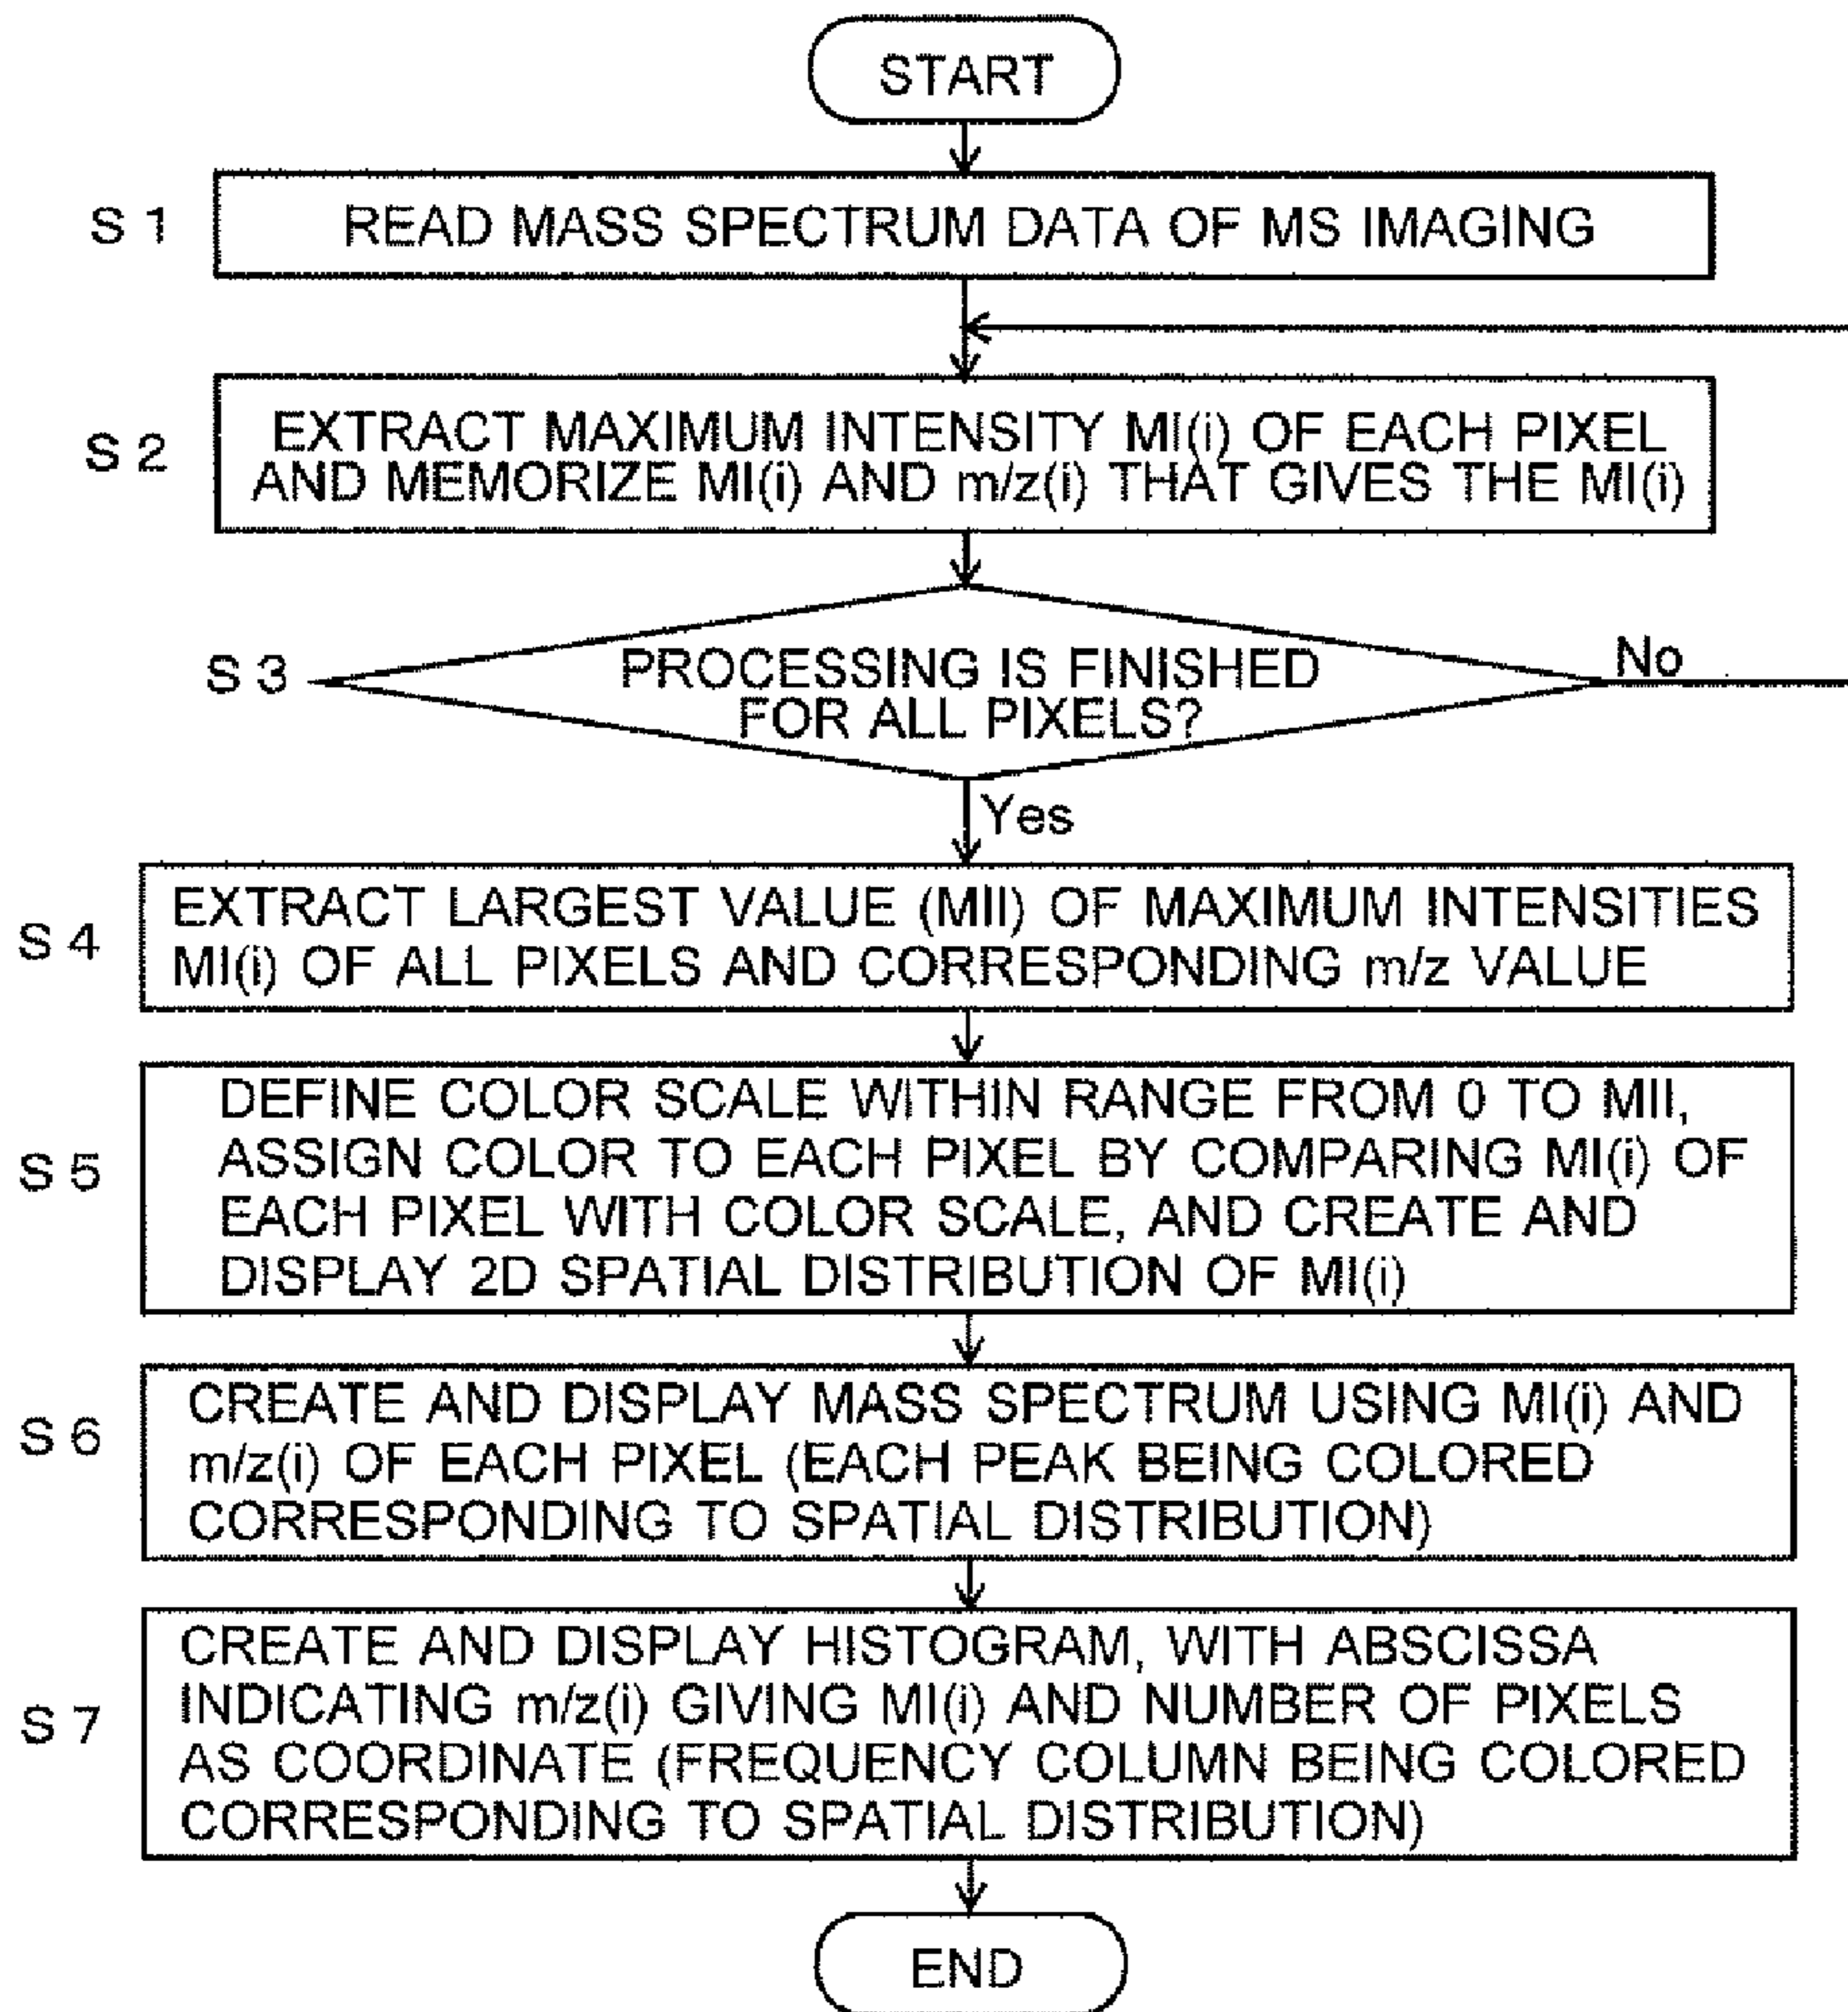 START
S 1
READ MASS SPECTRUM DATA OF MS IMAGING
S 2
EXTRACT MAXIMUM INTENSITY MI(i) OF EACH PIXEL
AND MEMORIZE MI(i) AND m/z(i) THAT GIVES THE MI(i)
S 3
PROCESSING IS FINISHED
FOR ALL PIXELS?
No
Yes
S 4
EXTRACT LARGEST VALUE (MII) OF MAXIMUM INTENSITIES
MI(i) OF ALL PIXELS AND CORRESPONDING m/z VALUE
S 5
DEFINE COLOR SCALE WITHIN RANGE FROM 0 TO MII,
ASSIGN COLOR TO EACH PIXEL BY COMPARING MI(i) OF
EACH PIXEL WITH COLOR SCALE, AND CREATE AND
DISPLAY 2D SPATIAL DISTRIBUTION OF MI(i)
S 6
CREATE AND DISPLAY MASS SPECTRUM USING MI(i) AND
m/z(i) OF EACH PIXEL (EACH PEAK BEING COLORED
CORRESPONDING TO SPATIAL DISTRIBUTION)
S 7
CREATE AND DISPLAY HISTOGRAM, WITH ABSCISSA
INDICATING m/z(i) GIVING MI(i) AND NUMBER OF PIXELS
AS COORDINATE (FREQUENCY COLUMN BEING COLORED
CORRESPONDING TO SPATIAL DISTRIBUTION)
END